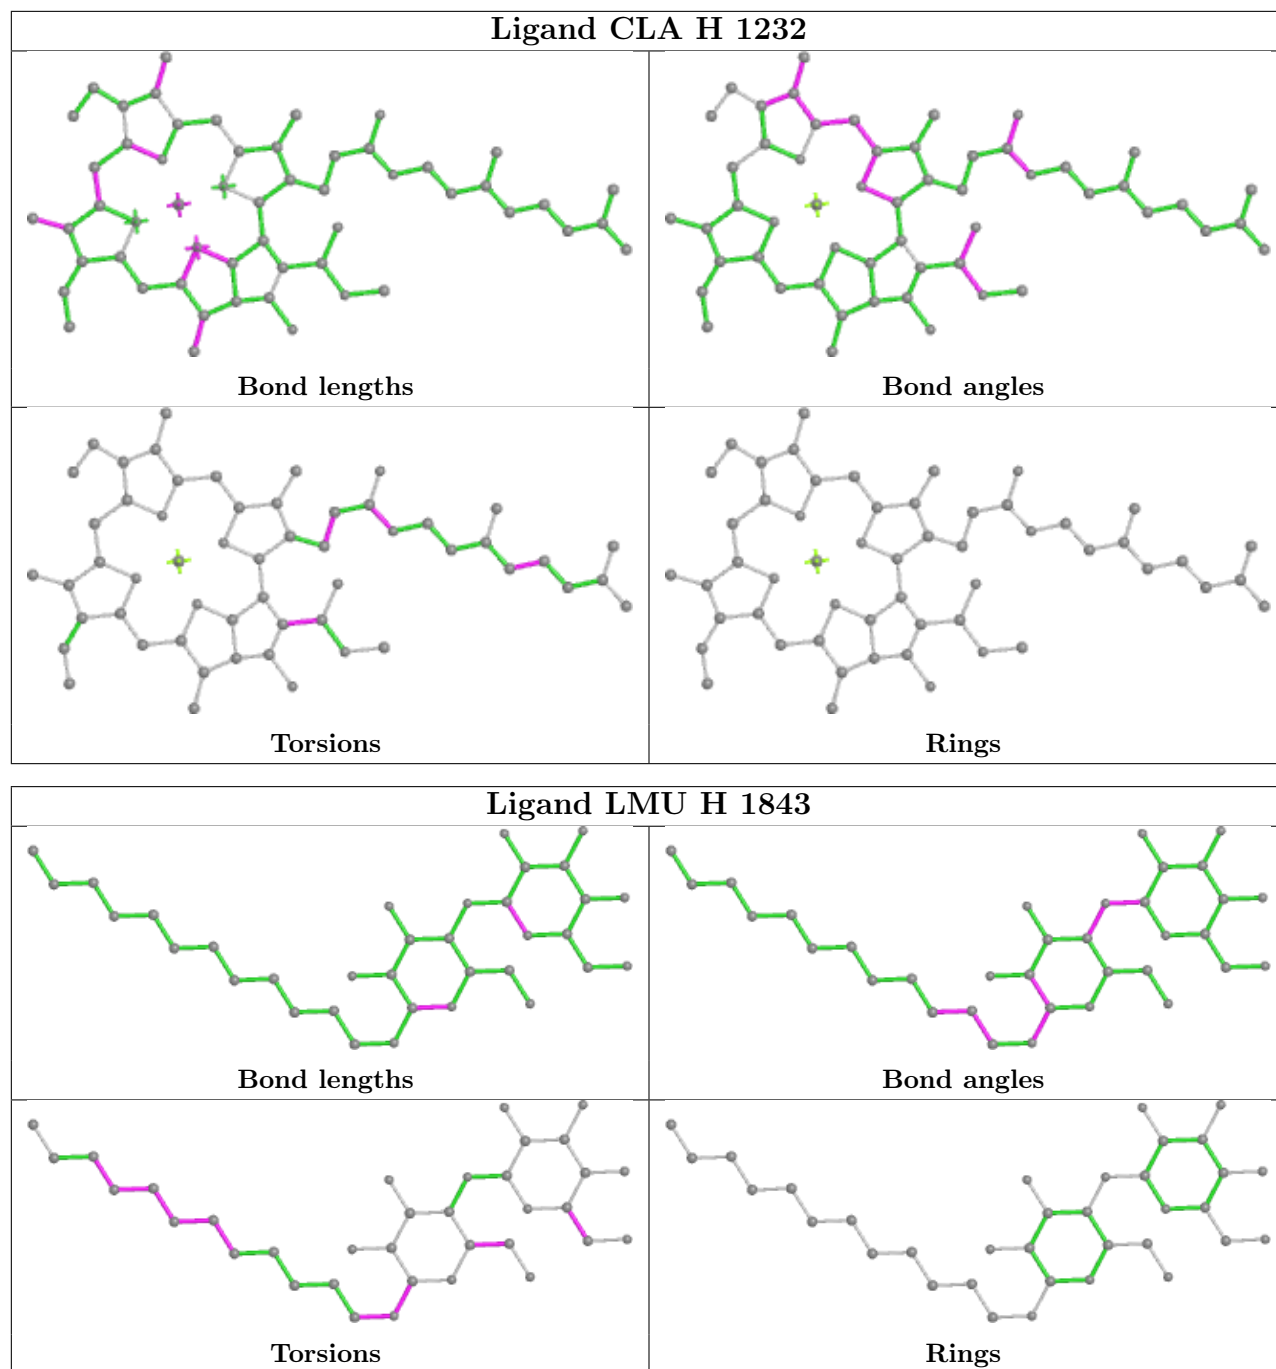 Ligand CLA H 1232
Bond lengths
Bond angles
Torsions
Rings
Ligand LMU H 1843
Bond lengths
Bond angles
Torsions
Rings